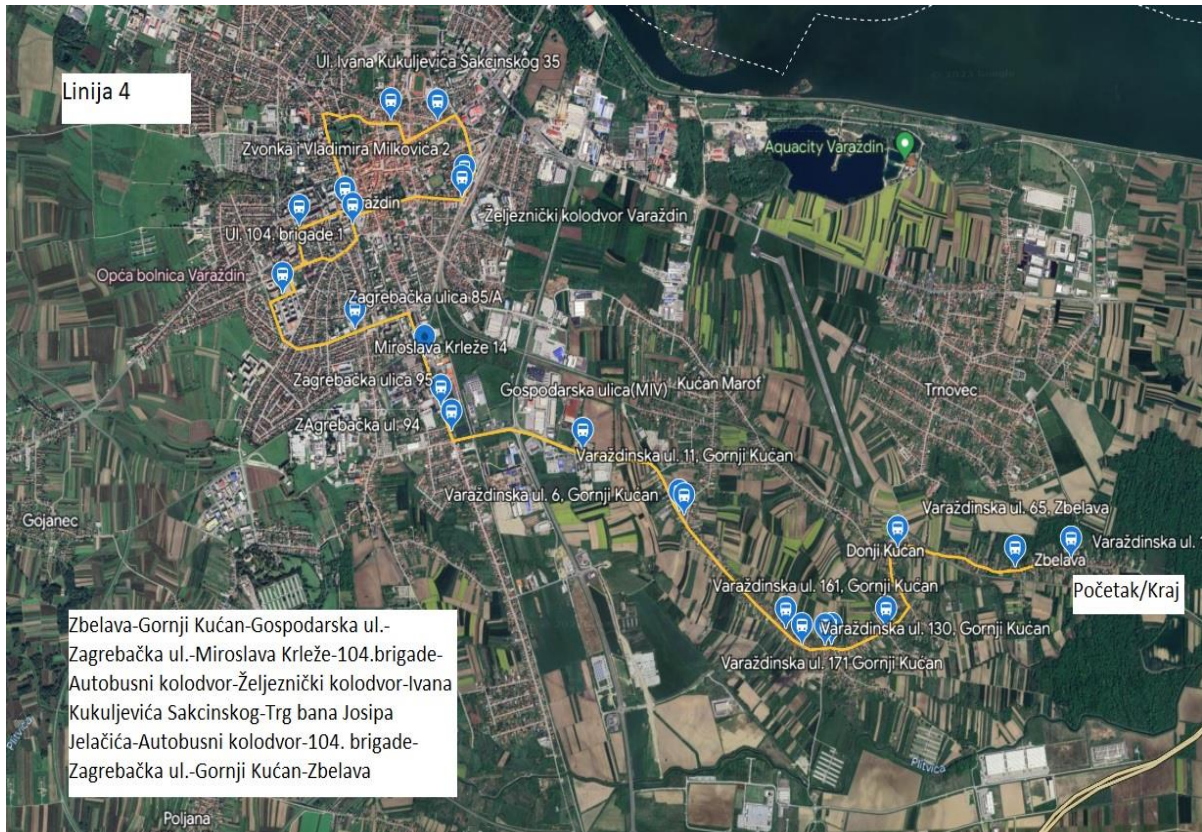 Ul. Ivana Kukuljevića Sakcinskog 35
Linija 4
Zvonka i Vladimira Milkovića 2
Aquacity Varaždin
Željeznički kolodvor Varaždin
Ul. 104. brigade 1
Opća bolnica Varaždin
Zagrebačka ulica 85/A
Miroslava Krleže 14
Zagrebačka ulica 95
Gospodarska ulica(MIV)
Kućan Marof
Trnovec
ZAgrebačka ul. 94
Varaždinska ul. 11, Gornji Kućan
Varaždinska ul. 6, Gornji Kućan
Gojanec
Varaždinska ul. 65, Zbelava
Donji Kućan
Varaždinska ul. 1
Zbelava
Varaždinska ul. 161, Gornji Kućan
Početak/Kraj
Varaždinska ul. 130, Gornji Kućan
Varaždinska ul. 171 Gornji Kućan
Zbelava-Gornji Kućan-Gospodarska ul.-
Zagrebačka ul.-Miroslava Krleže-104.brigade-
Autobusni kolodvor-Željeznički kolodvor-Ivana
Kukuljevića Sakcinskog-Trg bana Josipa
Jelačića-Autobusni kolodvor-104. brigade-
Zagrebačka ul.-Gornji Kućan-Zbelava
Plitvica
Plitvica
Poljana